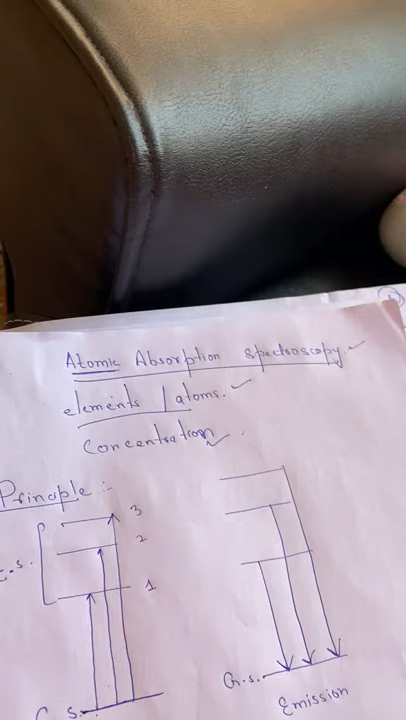 Atomic Absorption spectroscopy.
elements / atoms.
Concentration
Principle :-
3
2
1
G.s.
Emission